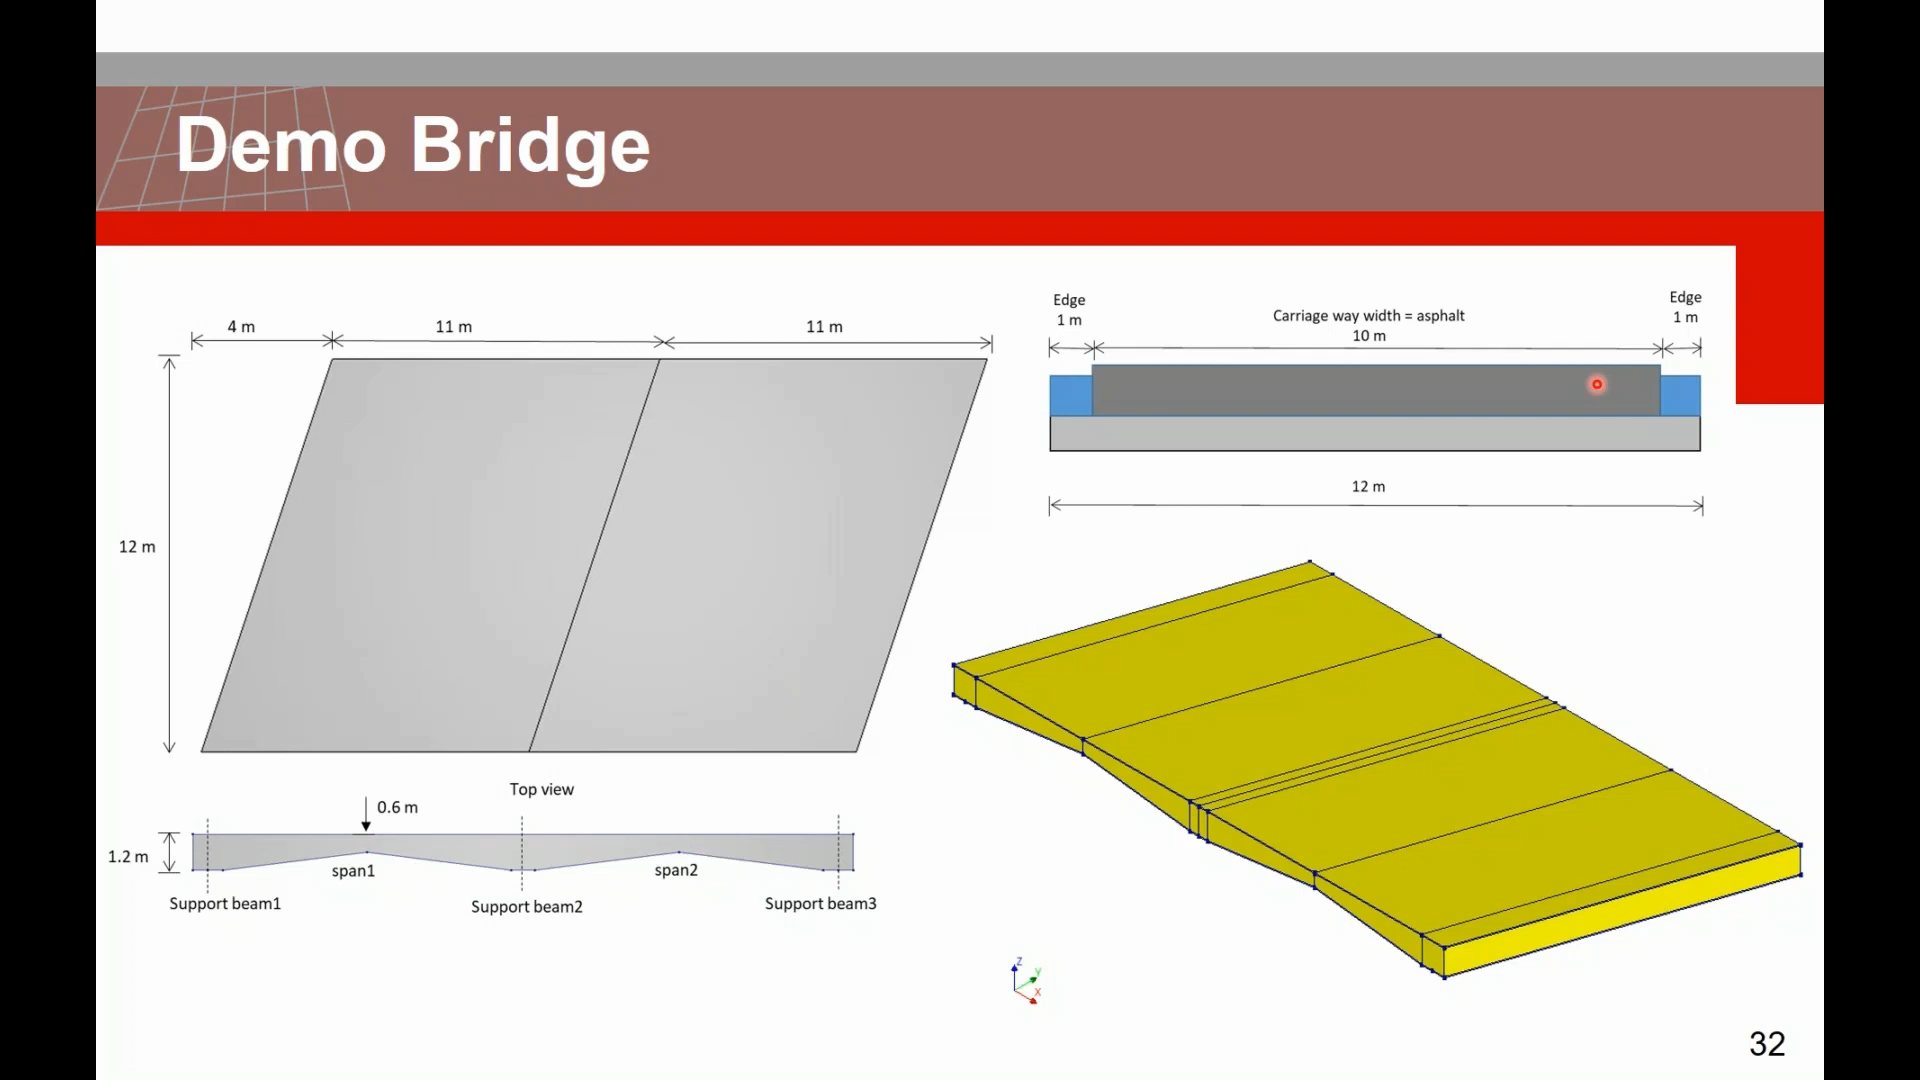 Demo Bridge
4 m
11 m
11 m
12 m
Top view
0.6 m
1.2 m
span1
span2
Support beam1
Support beam2
Support beam3
Edge
1 m
Carriage way width = asphalt
10 m
Edge
1 m
12 m
Z
Y
X
32